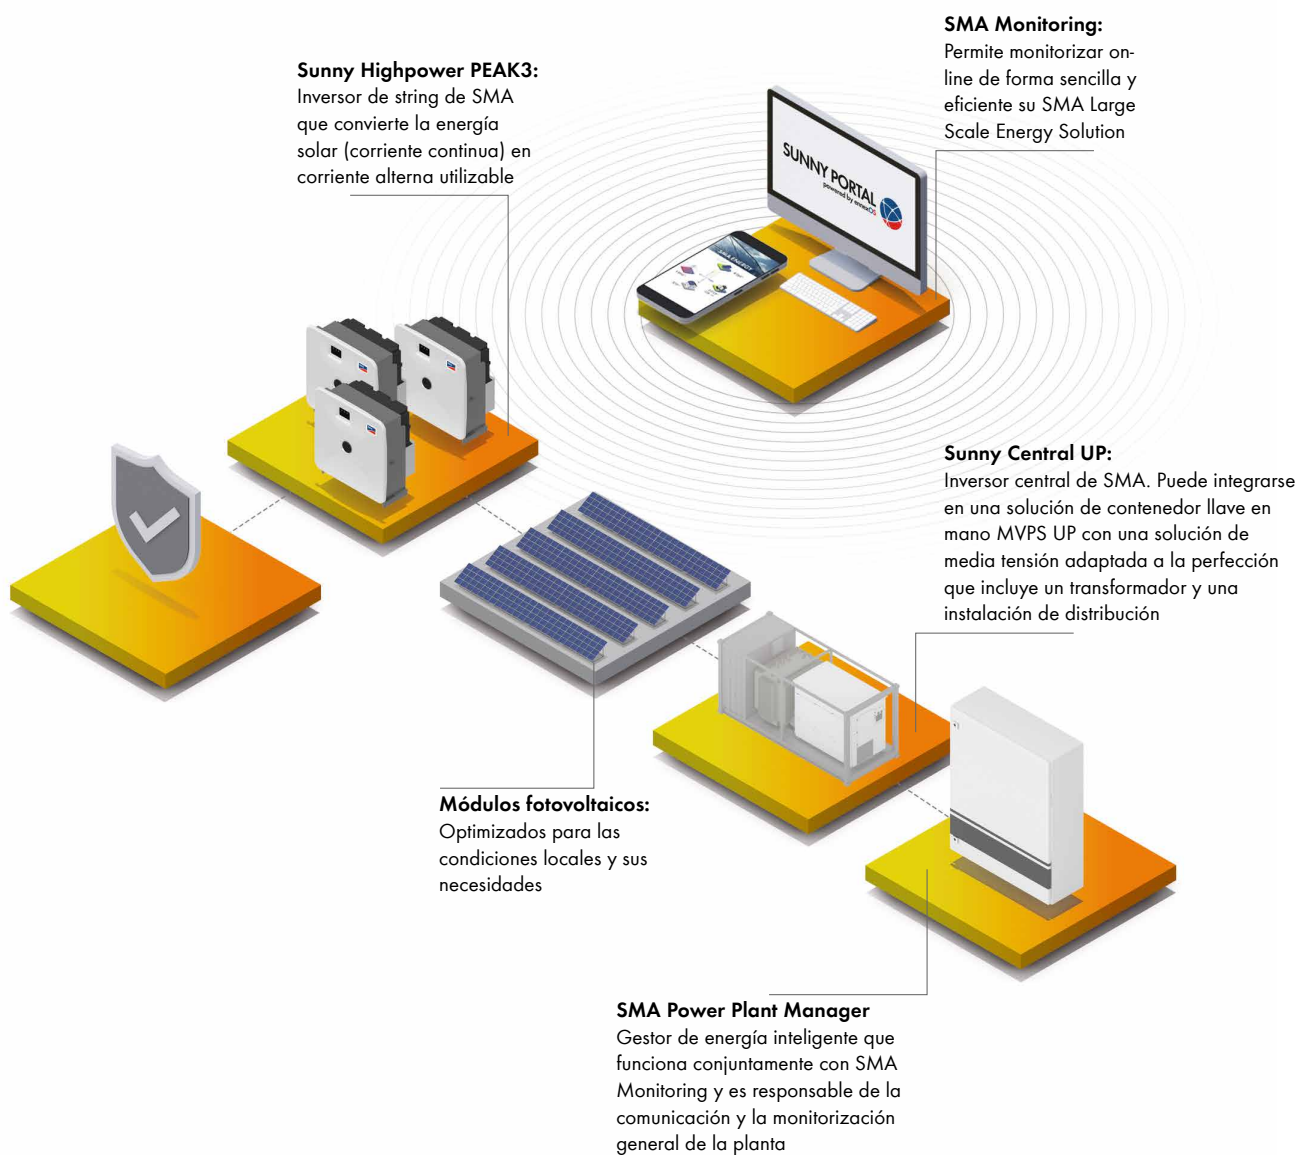 SMA Monitoring:
Permite monitorizar on-
line de forma sencilla y
eficiente su SMA Large
Scale Energy Solution
Sunny Highpower PEAK3:
Inversor de string de SMA
que convierte la energía
solar (corriente continua) en
corriente alterna utilizable
SUNNY PORTAL
powered by ennexOS
Sunny Central UP:
Inversor central de SMA. Puede integrarse
en una solución de contenedor llave en
mano MVPS UP con una solución de
media tensión adaptada a la perfección
que incluye un transformador y una
instalación de distribución
Módulos fotovoltaicos:
Optimizados para las
condiciones locales y sus
necesidades
SMA Power Plant Manager
Gestor de energía inteligente que
funciona conjuntamente con SMA
Monitoring y es responsable de la
comunicación y la monitorización
general de la planta